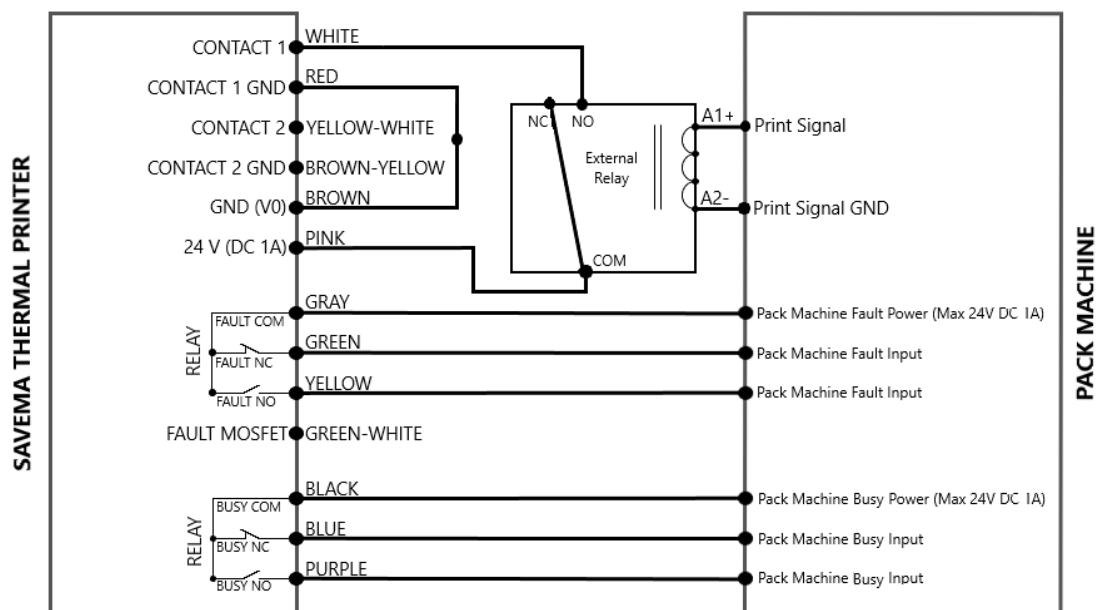 SAVEMA THERMAL PRINTER
CONTACT 1
WHITE
CONTACT 1 GND
RED
CONTACT 2
YELLOW-WHITE
CONTACT 2 GND
BROWN-YELLOW
GND (V0)
BROWN
24 V (DC 1A)
PINK
NC
NO
External
Relay
COM
A1+
Print Signal
A2-
Print Signal GND
PACK MACHINE
RELAY
FAULT COM
GRAY
Pack Machine Fault Power (Max 24V DC 1A)
FAULT NC
GREEN
Pack Machine Fault Input
FAULT NO
YELLOW
Pack Machine Fault Input
FAULT MOSFET
GREEN-WHITE
RELAY
BUSY COM
BLACK
Pack Machine Busy Power (Max 24V DC 1A)
BUSY NC
BLUE
Pack Machine Busy Input
BUSY NO
PURPLE
Pack Machine Busy Input